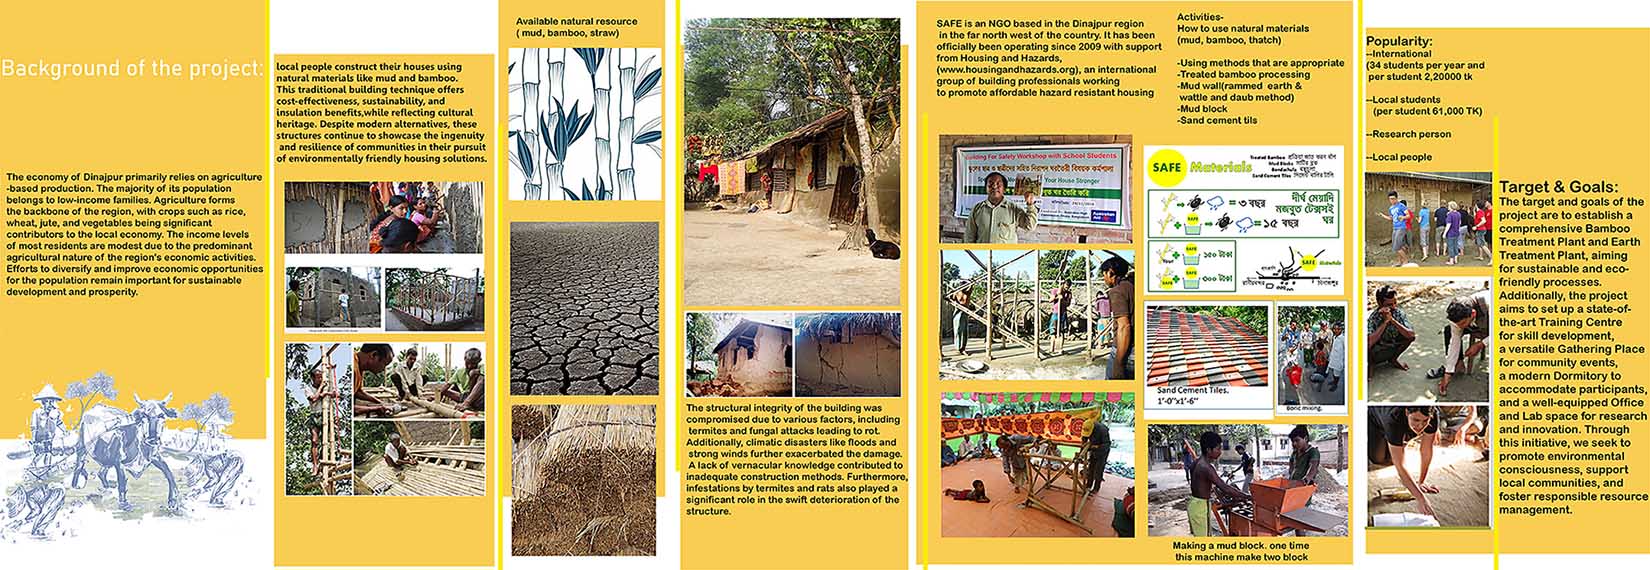 Background of the project:
The economy of Dinajpur primarily relies on agriculture
-based production. The majority of its population
belongs to low-income families. Agriculture forms
the backbone of the region, with crops such as rice,
wheat, jute, and vegetables being significant
contributors to the local economy. The income levels
of most residents are modest due to the predominant
agricultural nature of the region's economic activities.
Efforts to diversify and improve economic opportunities
for the population remain important for sustainable
development and prosperity.
local people construct their houses using
natural materials like mud and bamboo.
This traditional building technique offers
cost-effectiveness, sustainability, and
insulation benefits,while reflecting cultural
heritage. Despite modern alternatives, these
structures continue to showcase the ingenuity
and resilience of communities in their pursuit
of environmentally friendly housing solutions.
Available natural resource
( mud, bamboo, straw)
The structural integrity of the building was
compromised due to various factors, including
termites and fungal attacks leading to rot.
Additionally, climatic disasters like floods and
strong winds further exacerbated the damage.
A lack of vernacular knowledge contributed to
inadequate construction methods. Furthermore,
infestations by termites and rats also played a
significant role in the swift deterioration of the
structure.
SAFE is an NGO based in the Dinajpur region
in the far north west of the country. It has been
officially been operating since 2009 with support
from Housing and Hazards,
(www.housingandhazards.org), an international
group of building professionals working
to promote affordable hazard resistant housing
Building For Safety Workshop with School Students
Your House Stronger
Activities-
How to use natural materials
(mud, bamboo, thatch)
-Using methods that are appropriate
-Treated bamboo processing
-Mud wall(rammed earth &
wattle and daub method)
-Mud block
-Sand cement tils
SAFE Materials
Treated Bamboo
Mud Blocks
Sand Cement Tiles
= ৩ বছর
SAFE
= ১৫ বছর
দীর্ঘ মেয়াদি
মজবুত টেকসই
ঘর
Your + SAFE = ১৫০ টাকা
SAFE + SAFE = ৩০০ টাকা
SAFE Materials
Sand Cement Tiles.
1'-0"x1'-6"
Boric mixing.
Making a mud block. one time
this machine make two block
Popularity:
--International
(34 students per year and
per student 2,20000 tk
--Local students
(per student 61,000 TK)
--Research person
--Local people
Target & Goals:
The target and goals of the
project are to establish a
comprehensive Bamboo
Treatment Plant and Earth
Treatment Plant, aiming
for sustainable and eco-
friendly processes.
Additionally, the project
aims to set up a state-of-
the-art Training Centre
for skill development,
a versatile Gathering Place
for community events,
a modern Dormitory to
accommodate participants,
and a well-equipped Office
and Lab space for research
and innovation. Through
this initiative, we seek to
promote environmental
consciousness, support
local communities, and
foster responsible resource
management.